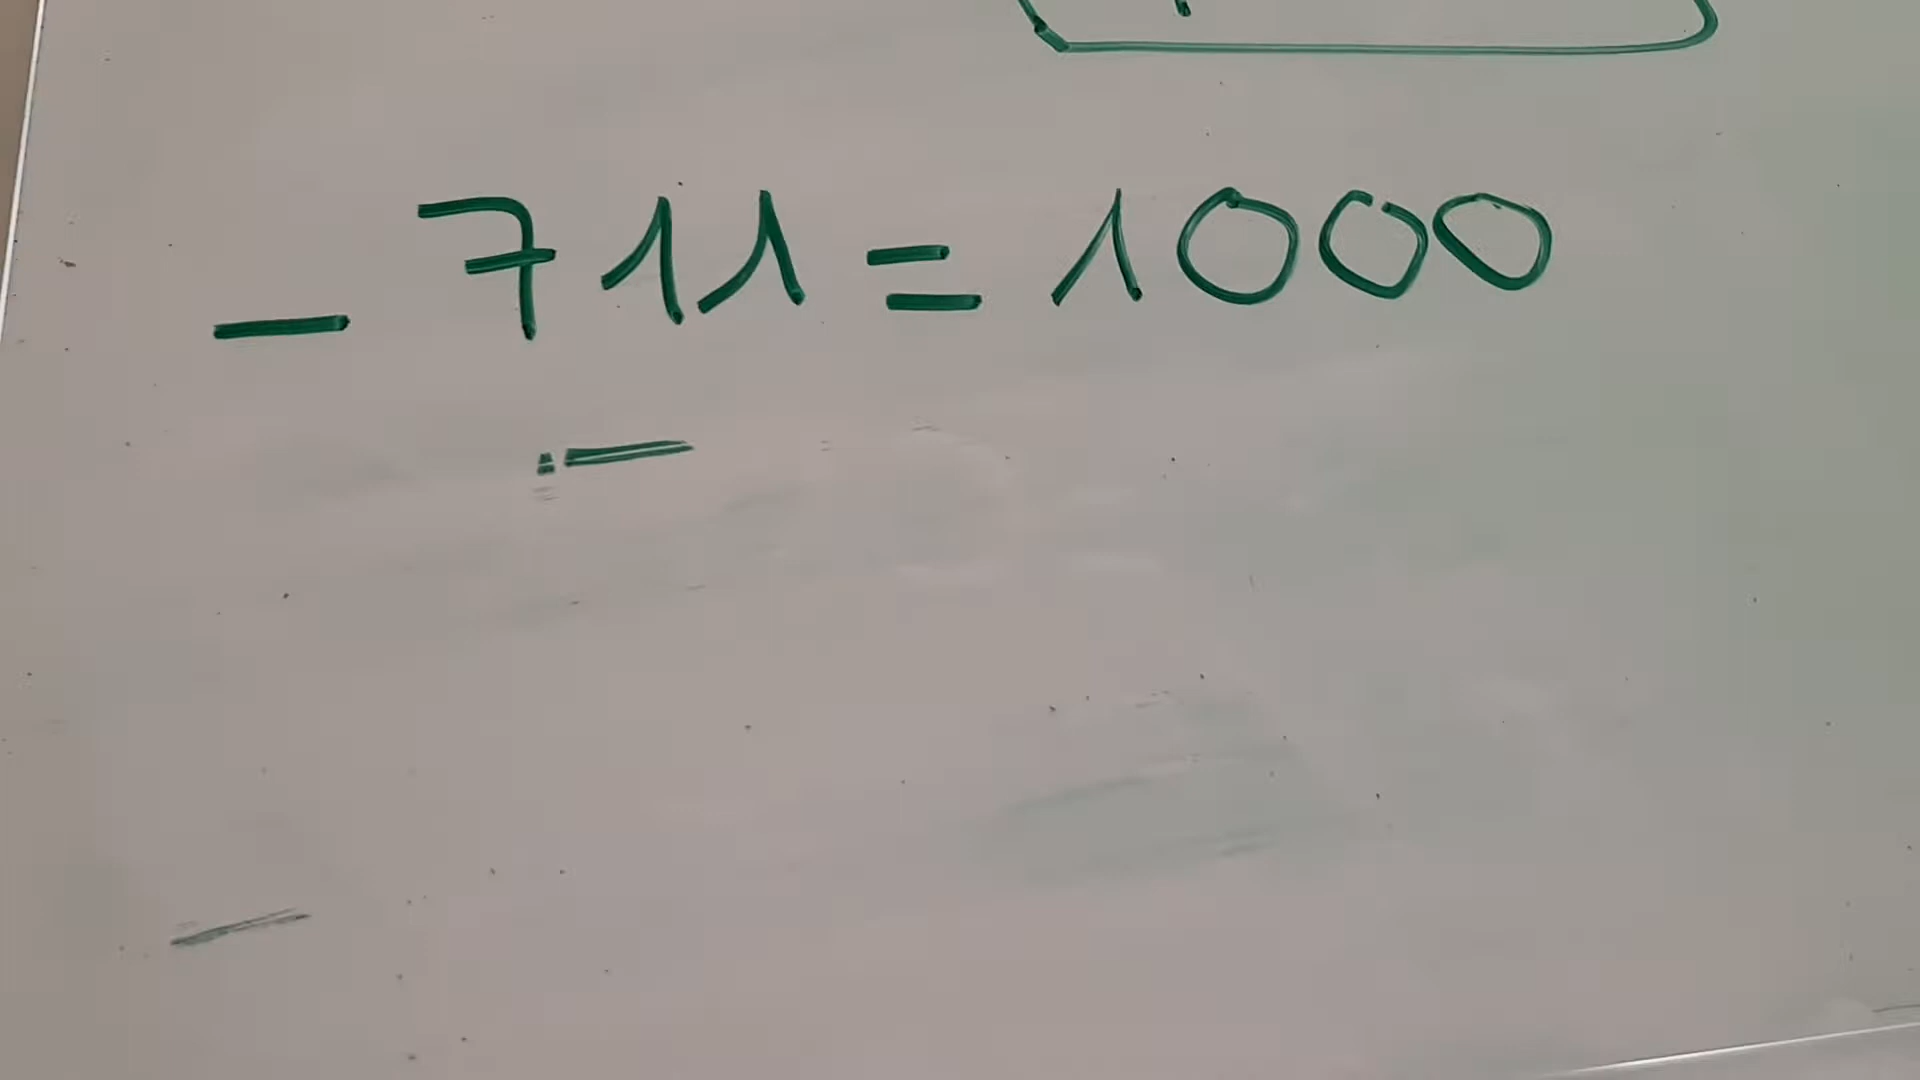 _ 711 = 1000